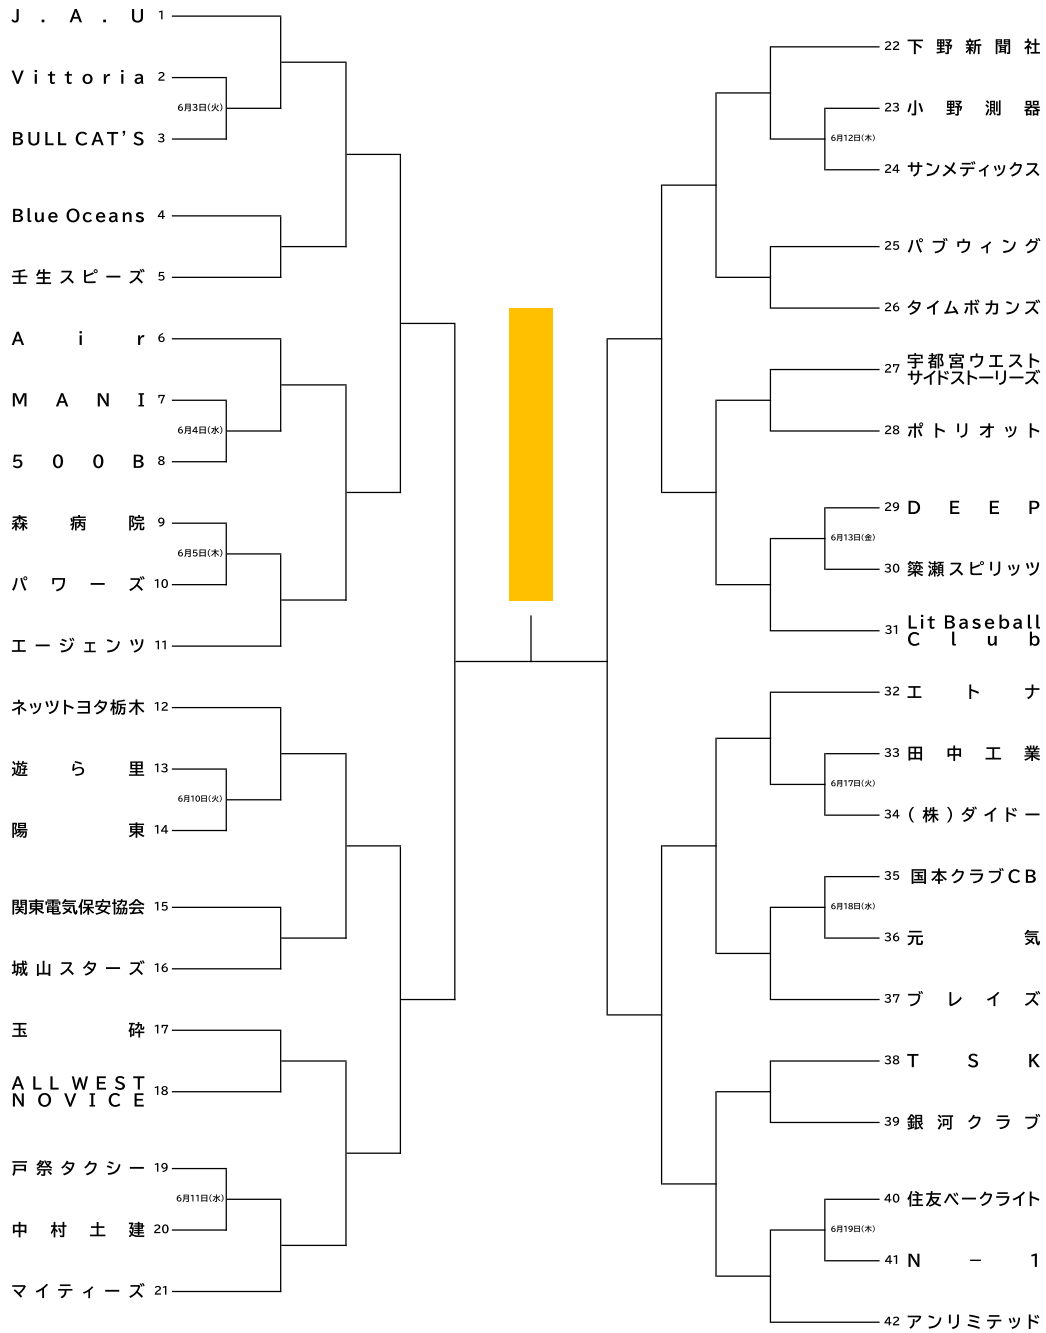 J.A.U 1
Vittoria 2
6月3日(火)
BULL CAT'S 3
Blue Oceans 4
壬生スピーズ 5
Air 6
MANI 7
6月4日(水)
500B 8
森病院 9
6月5日(木)
パワーズ 10
エージェンツ 11
ネッツトヨタ栃木 12
遊ら里 13
6月10日(火)
陽東 14
関東電気保安協会 15
城山スターズ 16
玉砕 17
ALL WEST
NOVICE 18
戸祭タクシー 19
6月11日(水)
中村土建 20
マイティーズ 21
22 下野新聞社
23 小野測器
6月12日(木)
24 サンメディックス
25 パブウィング
26 タイムボカンズ
27 宇都宮ウエスト
サイドストーリーズ
28 ポトリオット
29 DEEP
6月13日(金)
30 簗瀬スピリッツ
31 Lit Baseball
Club
32 エトナ
33 田中工業
6月17日(火)
34 (株)ダイドー
35 国本クラブCB
6月18日(水)
36 元気
37 ブレイズ
38 TSK
39 銀河クラブ
40 住友ベークライト
6月19日(木)
41 N－1
42 アンリミテッド